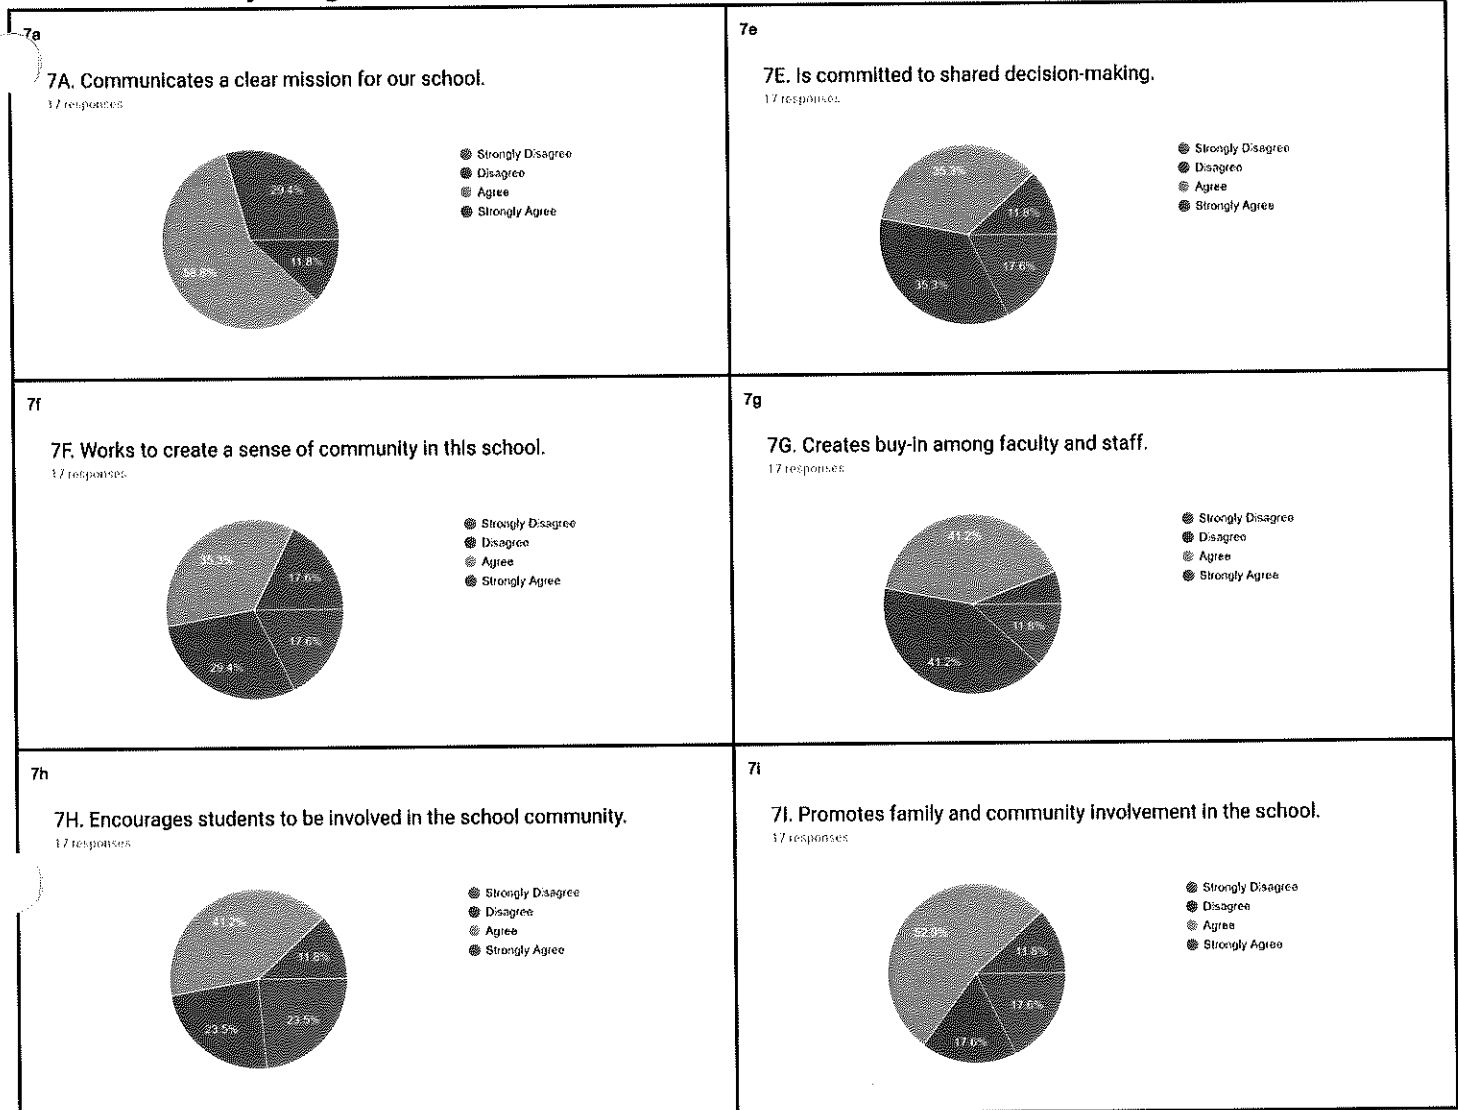 7a
7A. Communicates a clear mission for our school.
17 responses
Strongly Disagree
Disagree
Agree
Strongly Agree
29.4%
11.8%
58.8%
7e
7E. Is committed to shared decision-making.
17 responses
Strongly Disagree
Disagree
Agree
Strongly Agree
35.3%
11.8%
17.6%
35.3%
7f
7F. Works to create a sense of community in this school.
17 responses
Strongly Disagree
Disagree
Agree
Strongly Agree
35.3%
17.6%
17.6%
29.4%
7g
7G. Creates buy-in among faculty and staff.
17 responses
Strongly Disagree
Disagree
Agree
Strongly Agree
41.2%
11.8%
41.2%
7h
7H. Encourages students to be involved in the school community.
17 responses
Strongly Disagree
Disagree
Agree
Strongly Agree
41.2%
11.8%
23.5%
23.5%
7i
7I. Promotes family and community involvement in the school.
17 responses
Strongly Disagree
Disagree
Agree
Strongly Agree
52.9%
11.8%
17.6%
17.6%